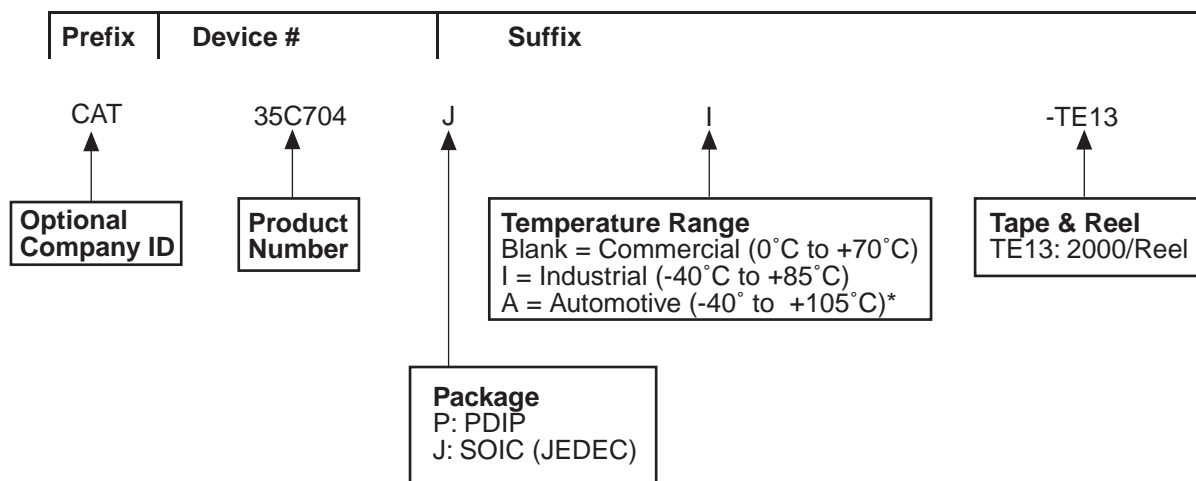 Prefix Device # Suffix
CAT 35C704 J I -TE13
Optional
Company ID
Product
Number
Temperature Range
Blank = Commercial (0˚C to +70˚C)
I = Industrial (-40˚C to +85˚C)
A = Automotive (-40˚ to +105˚C)*
Tape & Reel
TE13: 2000/Reel
Package
P: PDIP
J: SOIC (JEDEC)